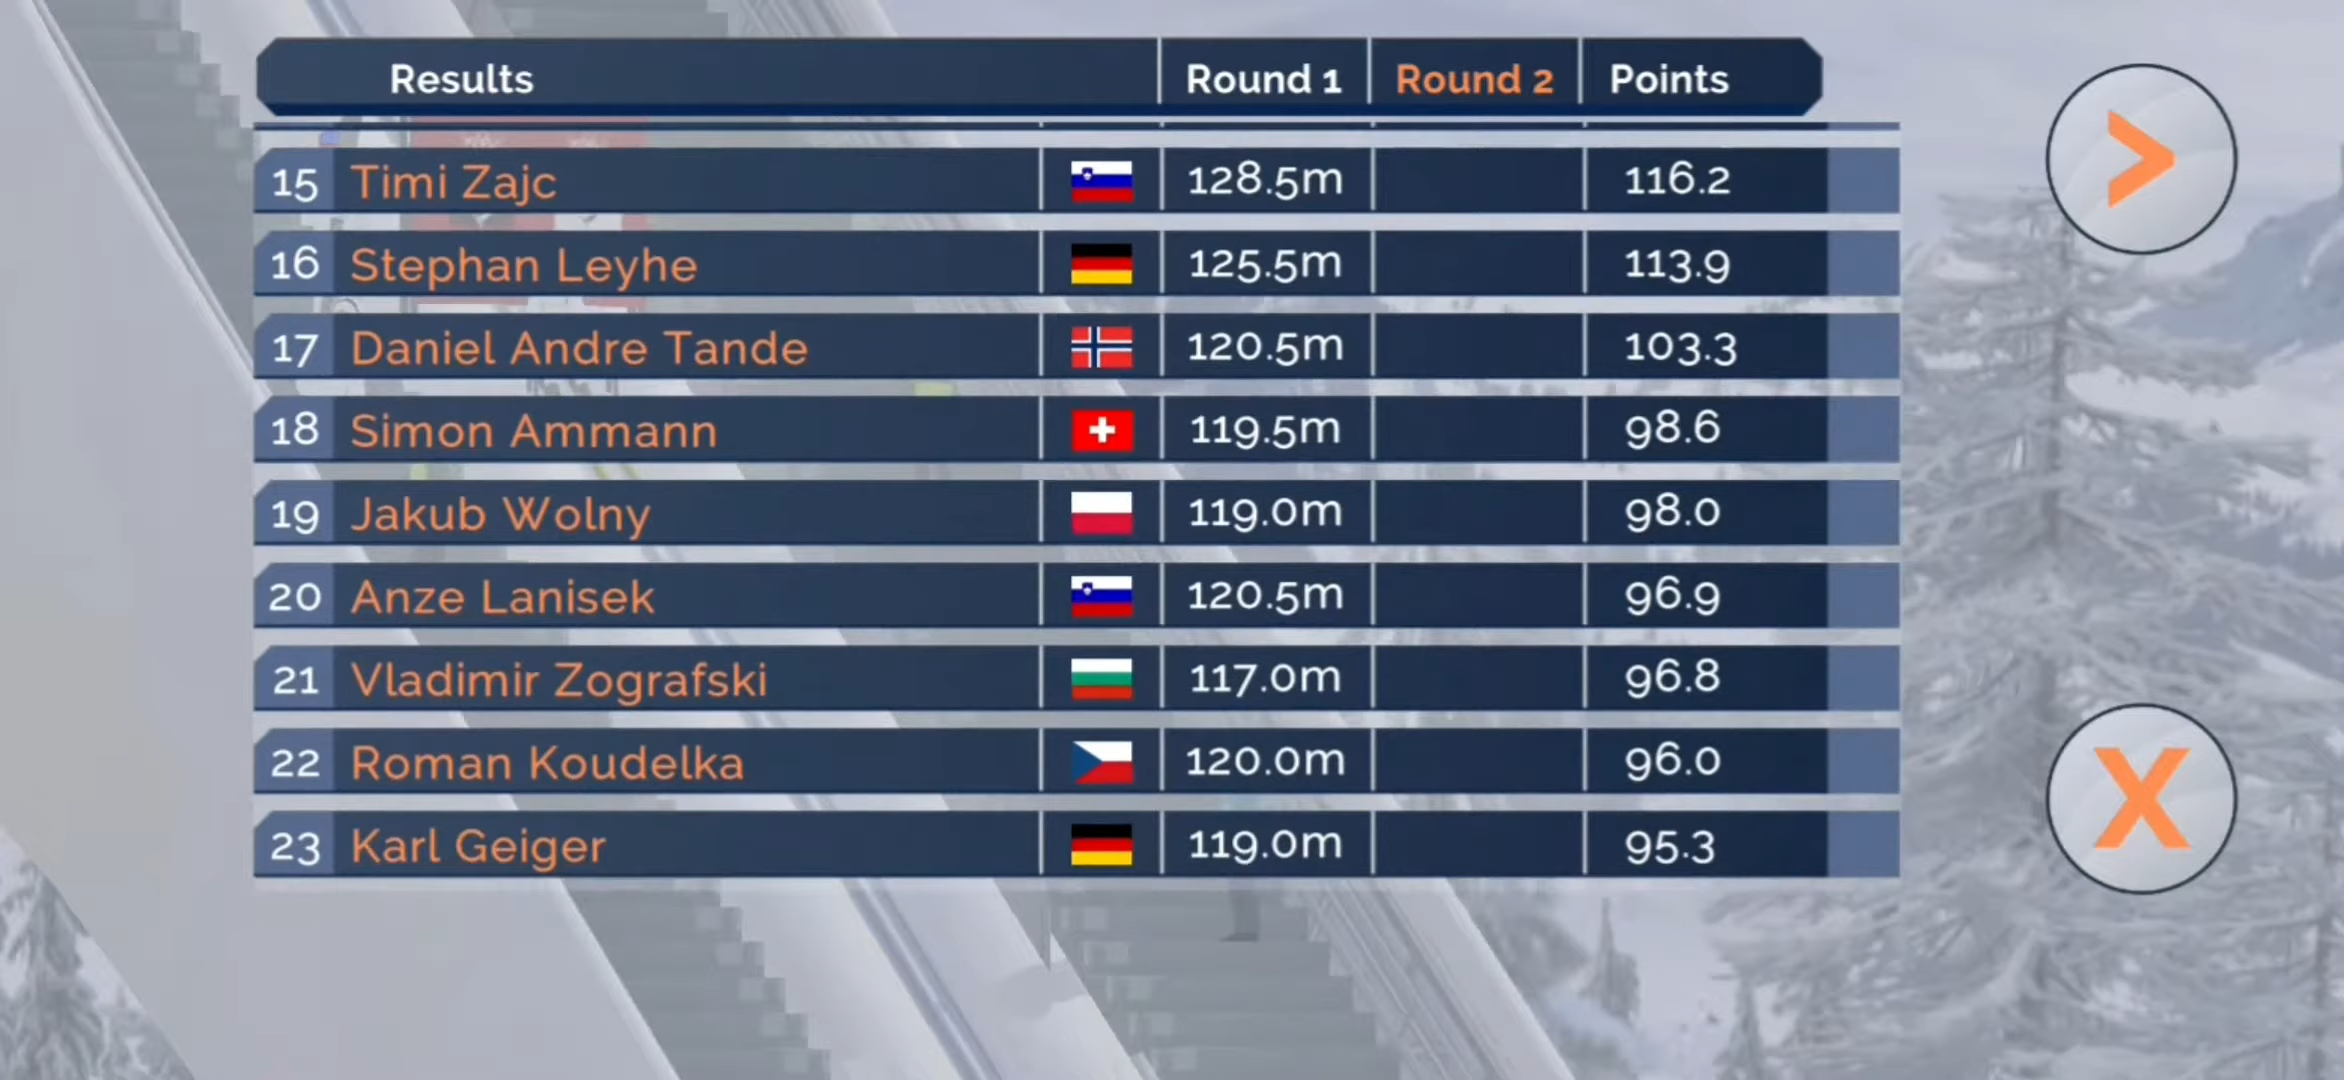 Results Round 1 Round 2 Points
15 Timi Zajc 128.5m 116.2
16 Stephan Leyhe 125.5m 113.9
17 Daniel Andre Tande 120.5m 103.3
18 Simon Ammann 119.5m 98.6
19 Jakub Wolny 119.0m 98.0
20 Anze Lanisek 120.5m 96.9
21 Vladimir Zografski 117.0m 96.8
22 Roman Koudelka 120.0m 96.0
23 Karl Geiger 119.0m 95.3
>
X